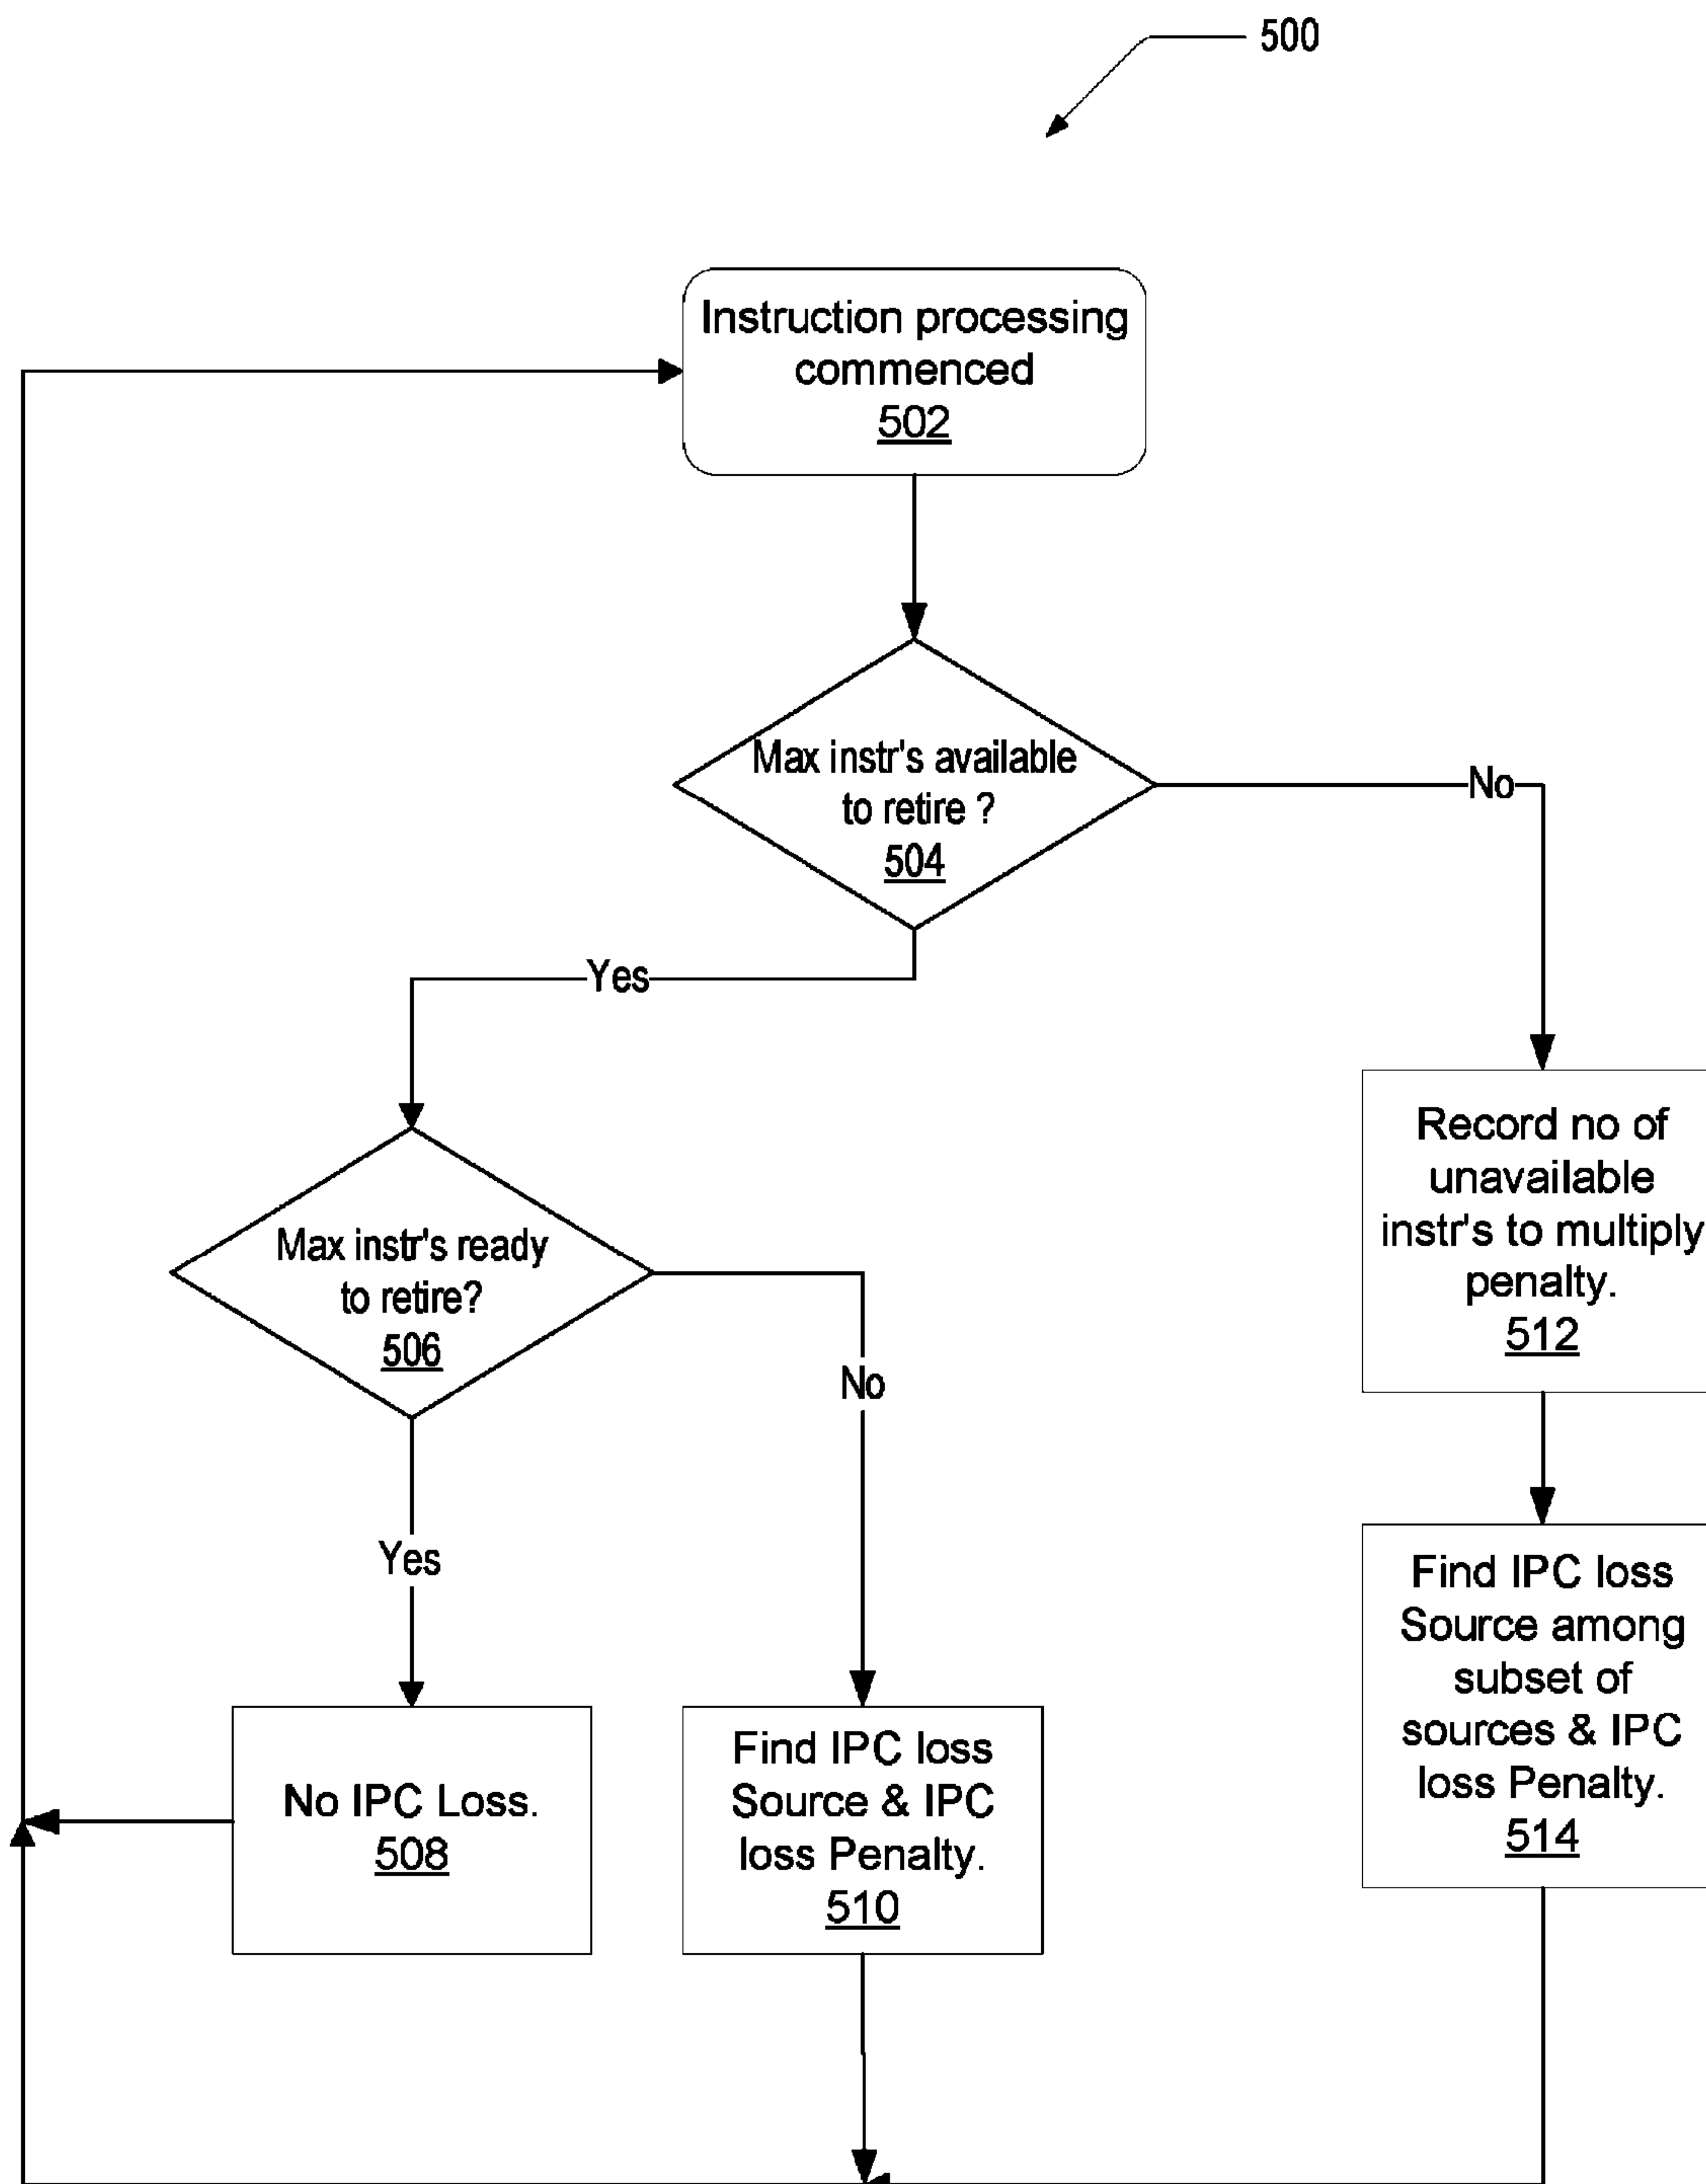 500
Instruction processing
commenced
502
Max instr's available
to retire ?
504
No
Yes
Max instr's ready
to retire?
506
No
Yes
Record no of
unavailable
instr's to multiply
penalty.
512
Find IPC loss
Source among
subset of
sources & IPC
loss Penalty.
514
No IPC Loss.
508
Find IPC loss
Source & IPC
loss Penalty.
510